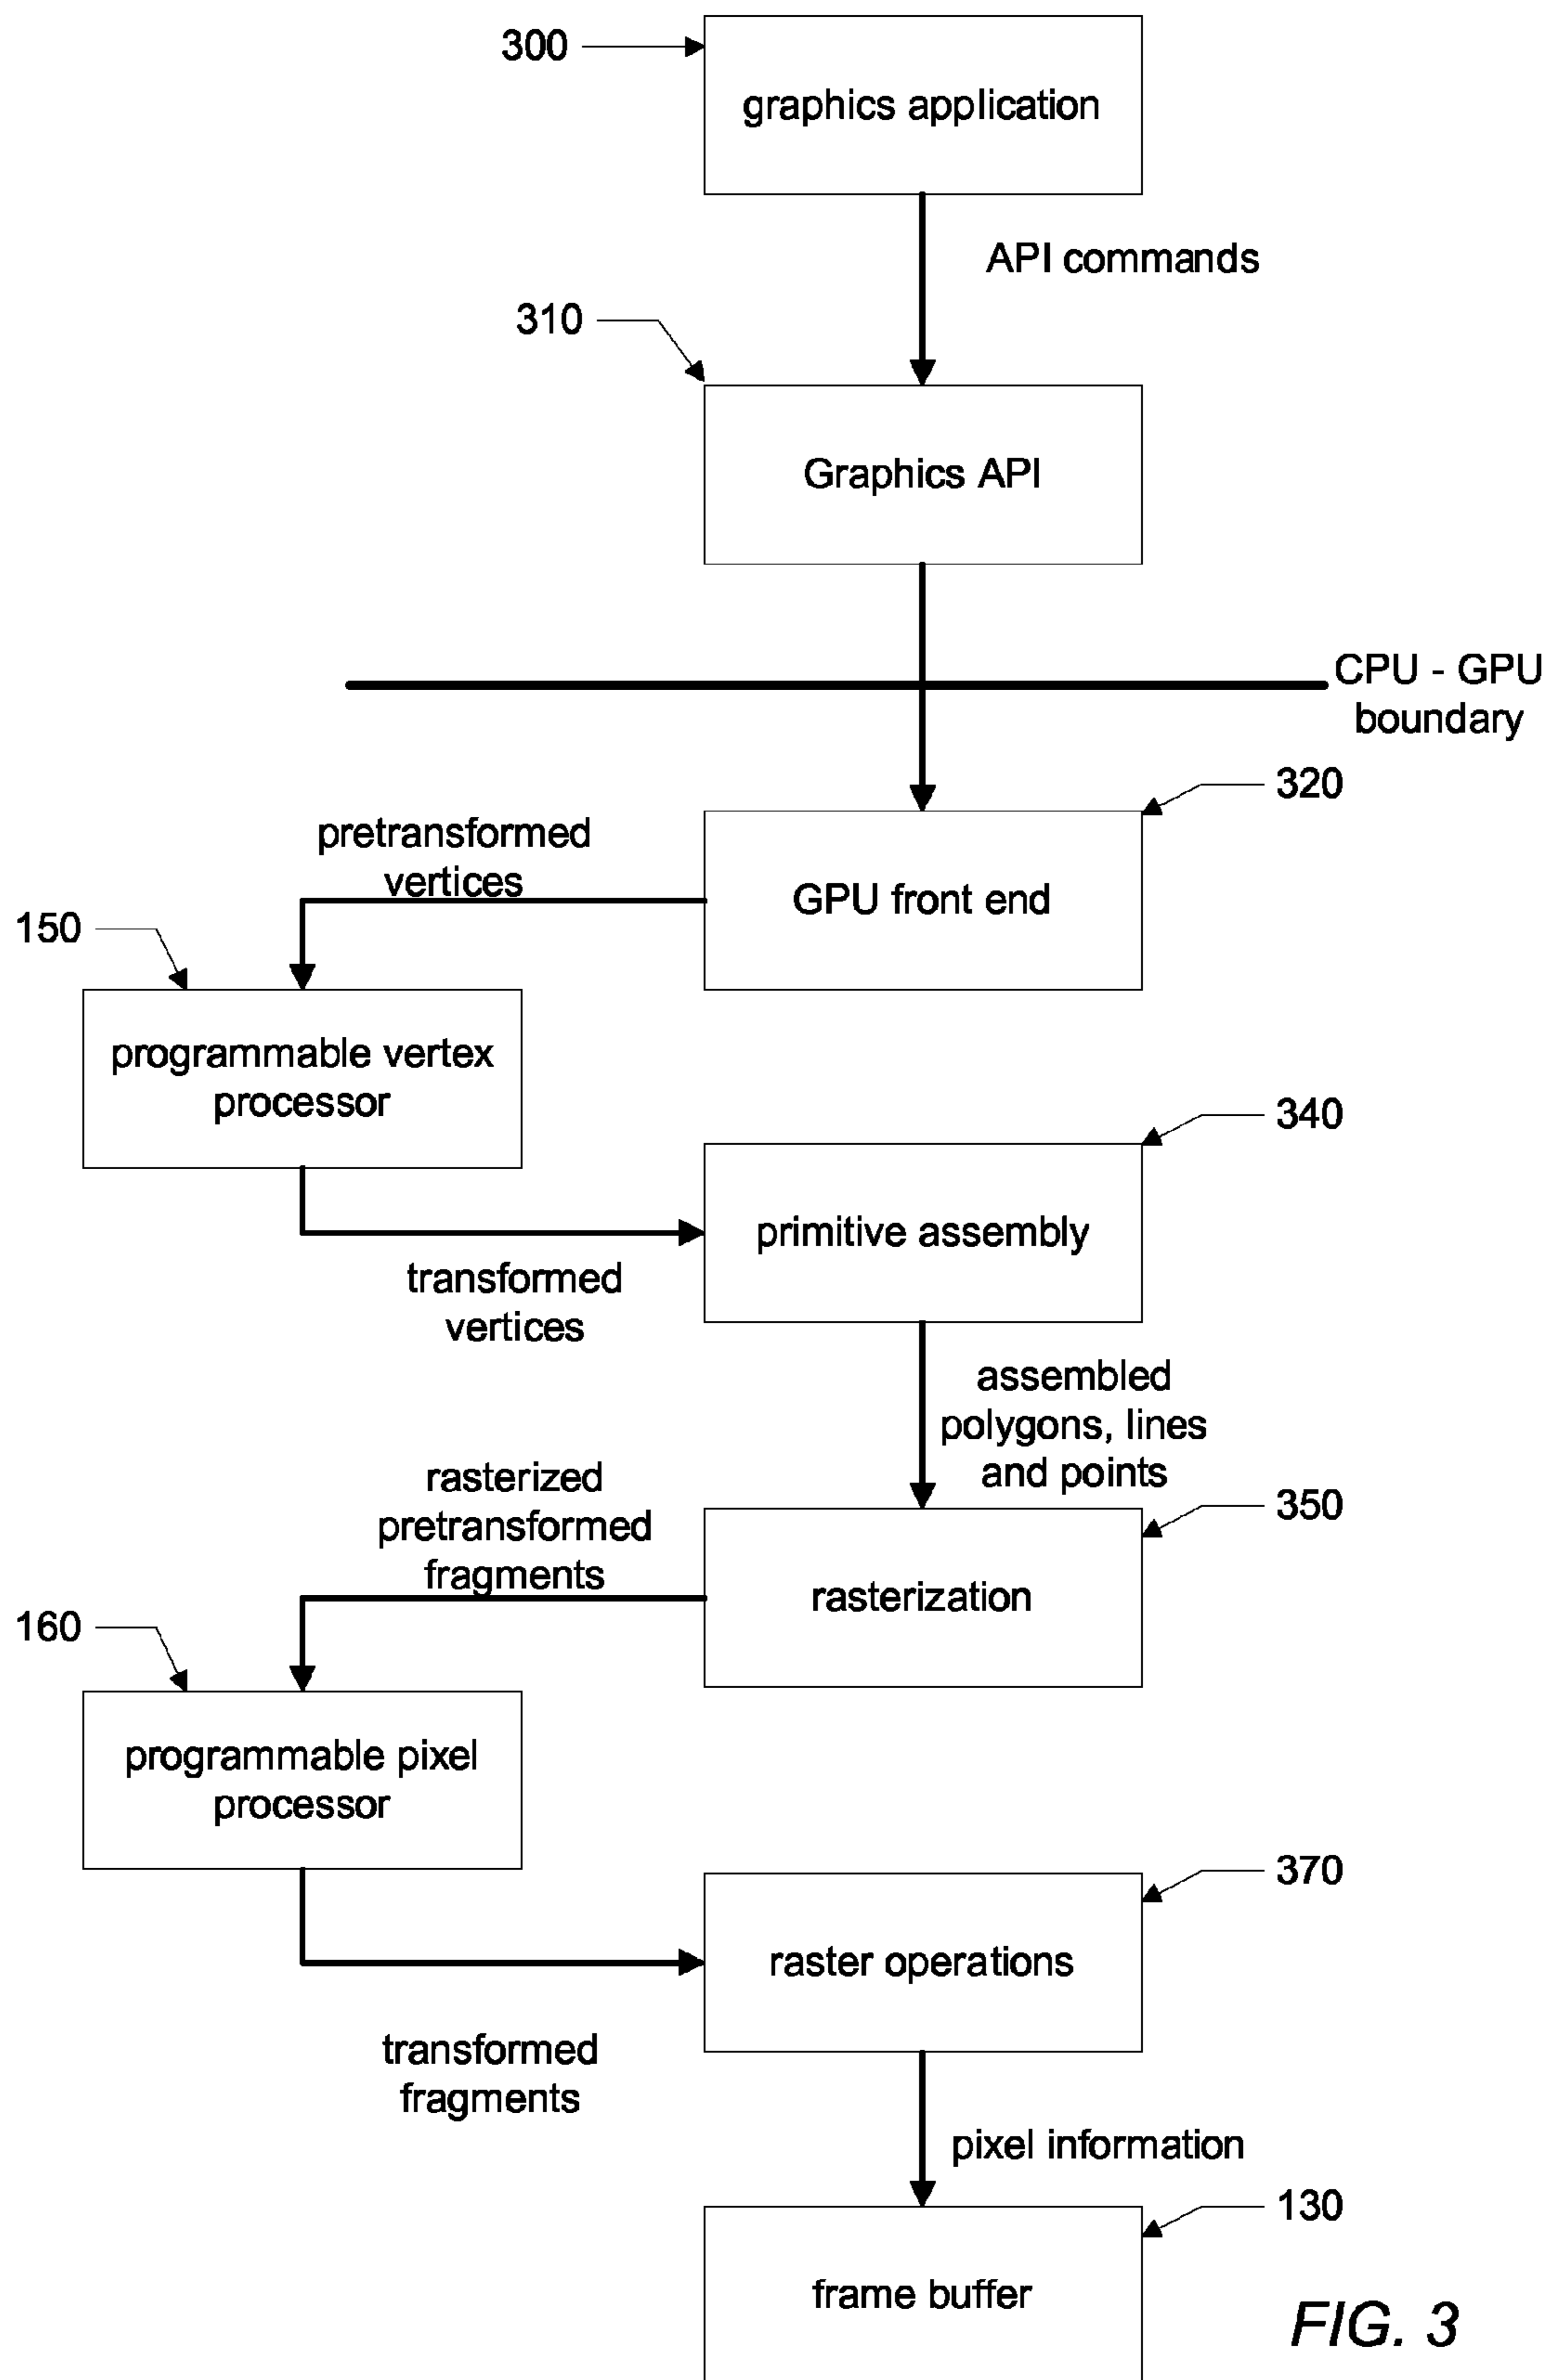 300
graphics application
API commands
310
Graphics API
CPU - GPU
boundary
320
pretransformed
vertices
GPU front end
150
programmable vertex
processor
340
primitive assembly
transformed
vertices
assembled
polygons, lines
and points
rasterized
pretransformed
fragments
350
rasterization
160
programmable pixel
processor
370
raster operations
transformed
fragments
pixel information
130
frame buffer
FIG. 3